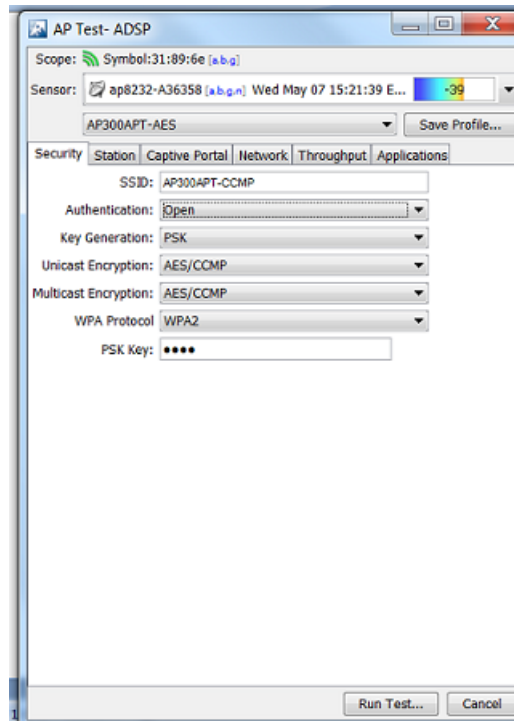 AP Test- ADSP
Scope: Symbol:31:89:6e [a.b.g]
Sensor: ap8232-A36358 [a.b.g.n] Wed May 07 15:21:39 E... -39
AP300APT-AES Save Profile...
Security Station Captive Portal Network Throughput Applications
SSID: AP300APT-CCMP
Authentication: Open
Key Generation: PSK
Unicast Encryption: AES/CCMP
Multicast Encryption: AES/CCMP
WPA Protocol WPA2
PSK Key: ●●●●
Run Test... Cancel
1